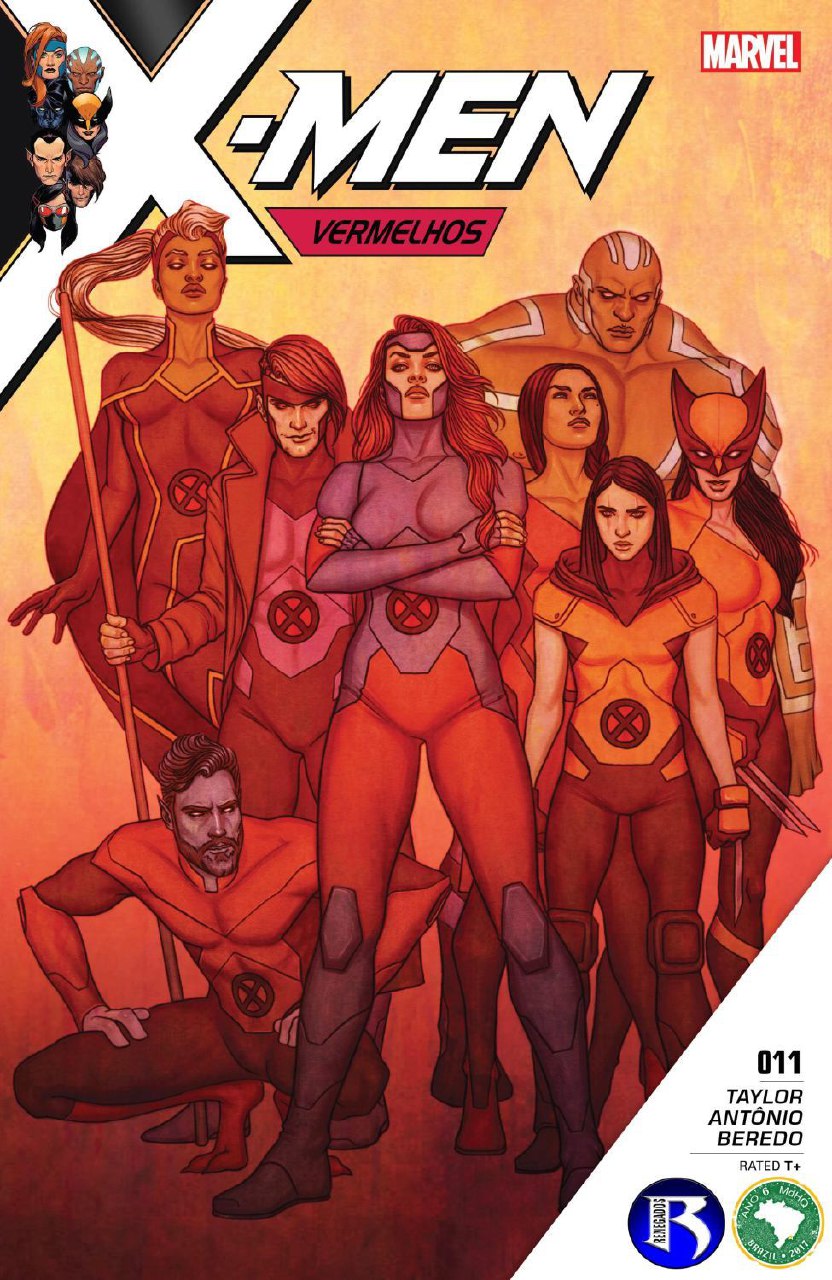 MARVEL
X-MEN
VERMELHOS
011
TAYLOR
ANTÔNIO
BEREDO
RATED T+
RENEGADOS
R
ANO 6 MdHQ
BRAZIL • 2017